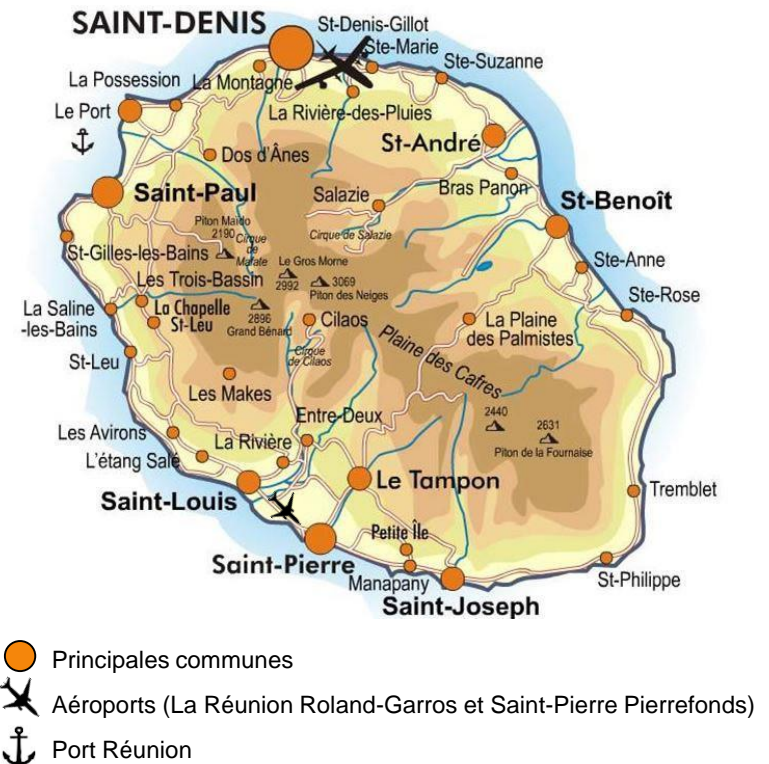 SAINT-DENIS
St-Denis-Gillot
Ste-Marie
Ste-Suzanne
La Possession
La Montagne
Le Port
La Rivière-des-Pluies
St-André
Dos d'Ânes
Bras Panon
Saint-Paul
Salazie
St-Benoît
Piton Maïdo
2190
Cirque
de
Mafate
Cirque de Salazie
St-Gilles-les-Bains
Le Gros Morne
2992
Ste-Anne
Les Trois-Bassin
3069
Piton des Neiges
Ste-Rose
La Saline
-les-Bains
La Chapelle
St-Leu
2896
Grand Bénard
Cilaos
La Plaine
des Palmistes
Cirque
de Cilaos
Plaine des Cafres
St-Leu
Les Makes
Entre-Deux
2440
2631
Piton de la Fournaise
Les Avirons
La Rivière
L'étang Salé
Le Tampon
Saint-Louis
Tremblet
Petite Île
Saint-Pierre
Manapany
St-Philippe
Saint-Joseph
Principales communes
Aéroports (La Réunion Roland-Garros et Saint-Pierre Pierrefonds)
Port Réunion